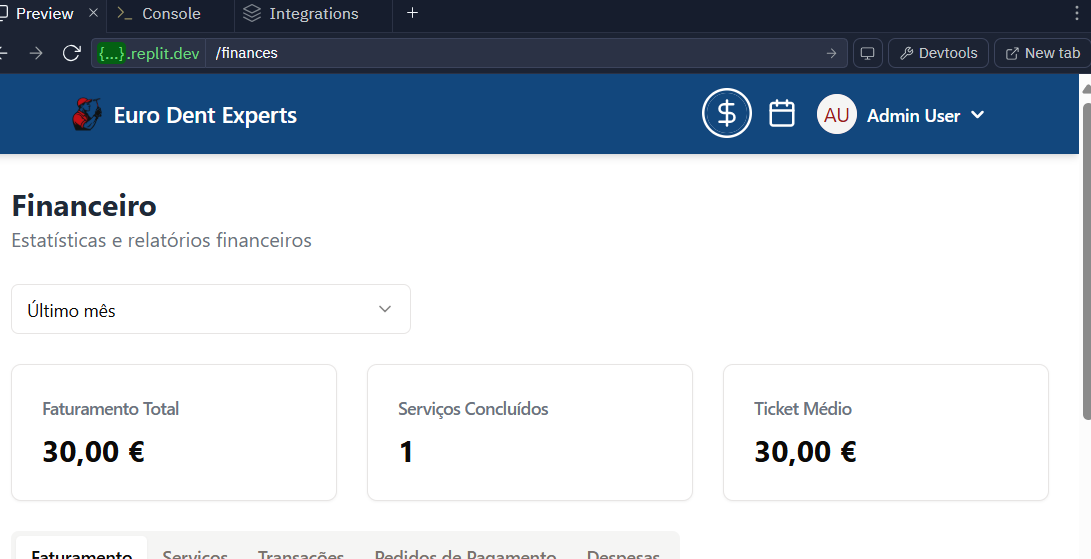 Preview × Console Integrations +
{...}.replit.dev /finances Devtools New tab
Euro Dent Experts $ AU Admin User
Financeiro
Estatísticas e relatórios financeiros
Último mês
Faturamento Total Serviços Concluídos Ticket Médio
30,00 € 1 30,00 €
Faturamento Serviços Transações Pedidos de Pagamento Despesas